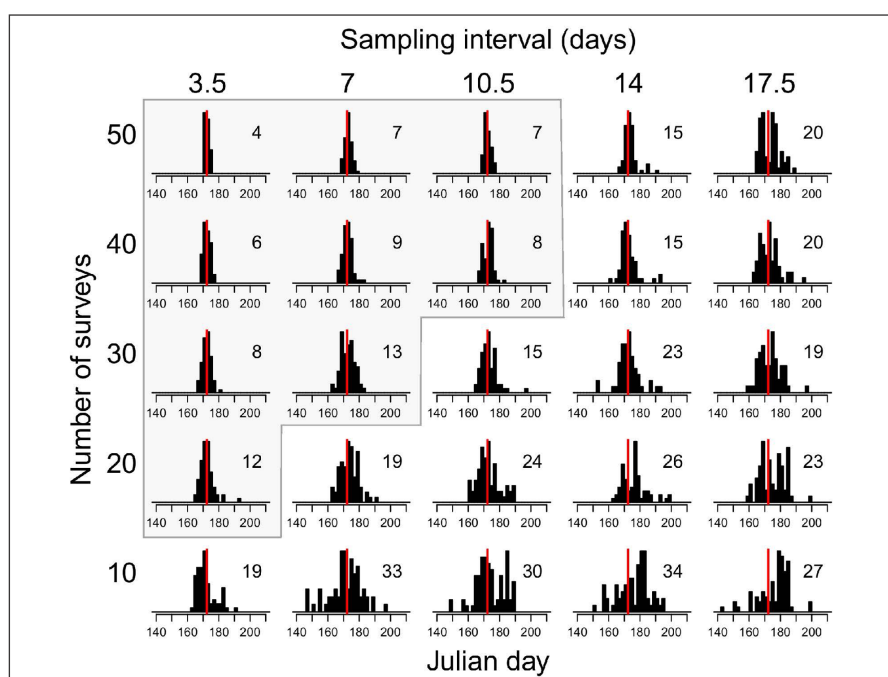 Sampling interval (days)
3.5 7 10.5 14 17.5
50 4 7 7 15 20
140 160 180 200 140 160 180 200 140 160 180 200 140 160 180 200 140 160 180 200
40 6 9 8 15 20
140 160 180 200 140 160 180 200 140 160 180 200 140 160 180 200 140 160 180 200
Number of surveys
30 8 13 15 23 19
140 160 180 200 140 160 180 200 140 160 180 200 140 160 180 200 140 160 180 200
20 12 19 24 26 23
140 160 180 200 140 160 180 200 140 160 180 200 140 160 180 200 140 160 180 200
10 19 33 30 34 27
140 160 180 200 140 160 180 200 140 160 180 200 140 160 180 200 140 160 180 200
Julian day